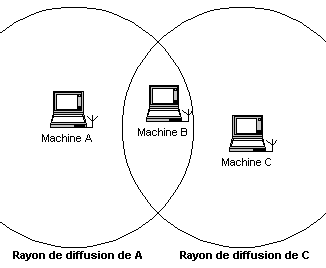 Machine A
Machine B
Machine C
Rayon de diffusion de A
Rayon de diffusion de C